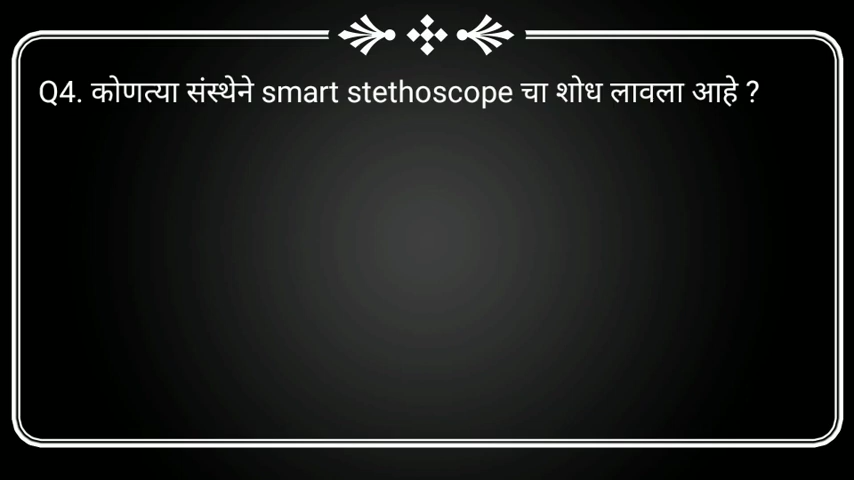 Q4. कोणत्या संस्थेने smart stethoscope चा शोध लावला आहे ?